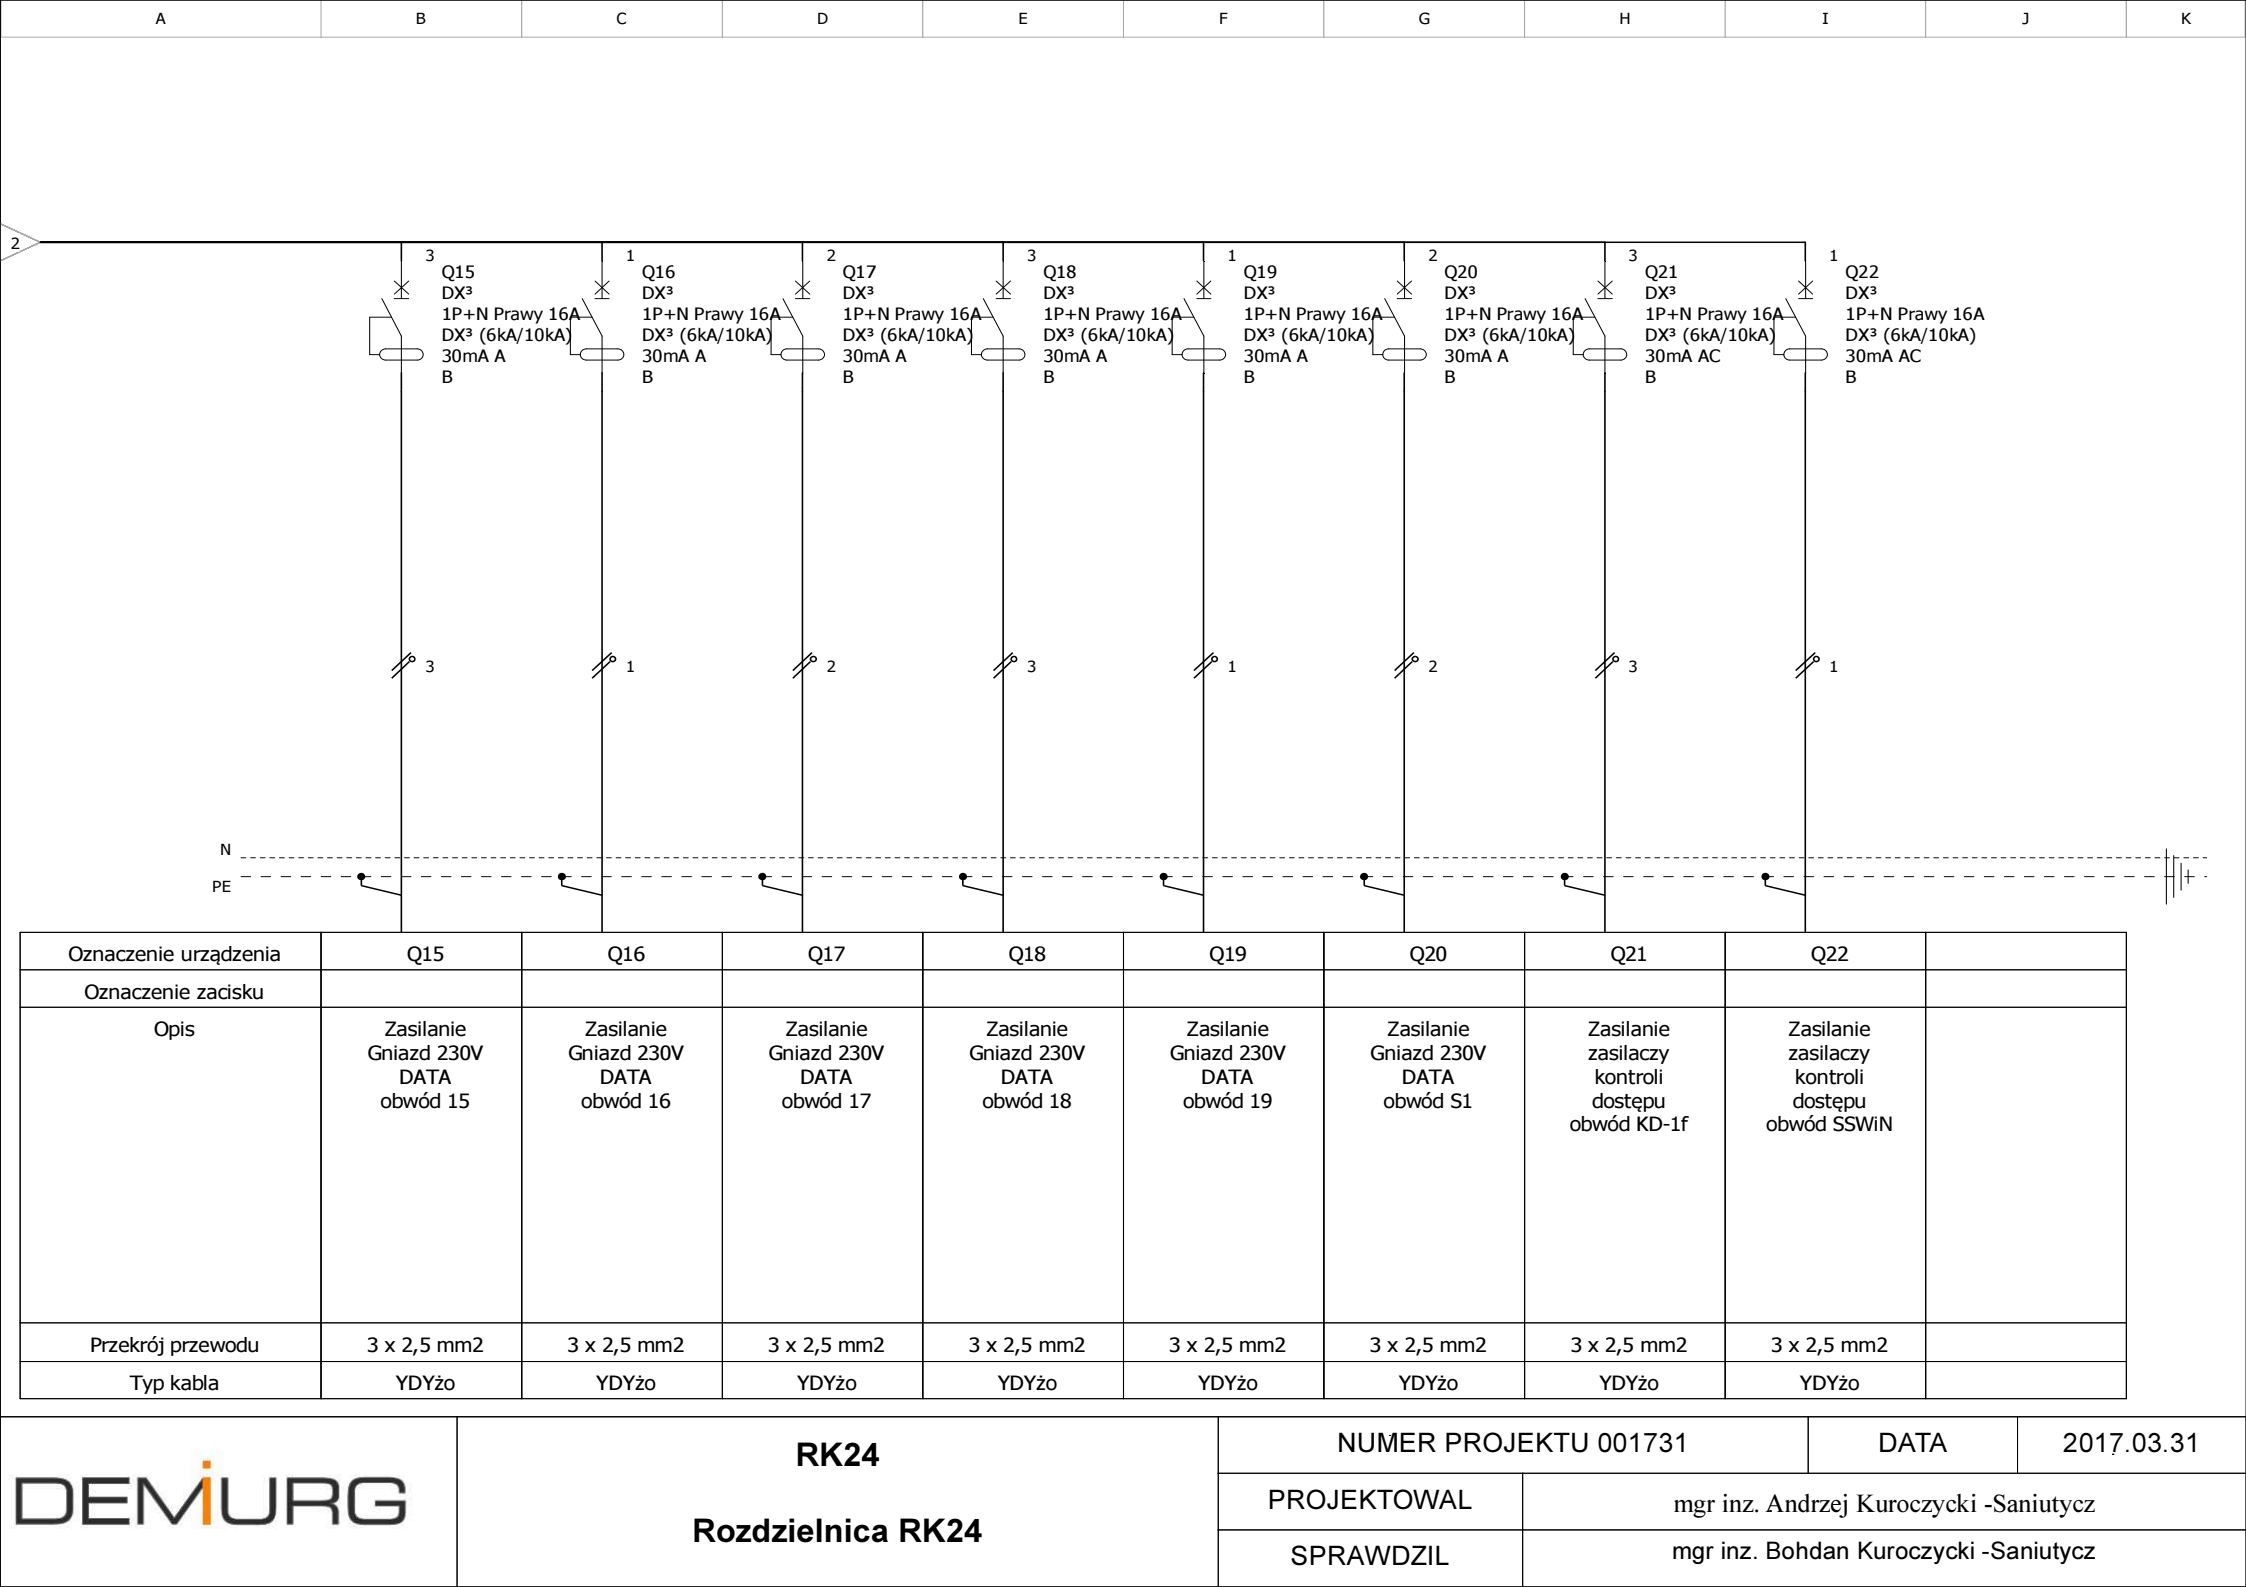 A B C D E F G H I J K
2
3 1 2 3 1 2 3 1
Q15 Q16 Q17 Q18 Q19 Q20 Q21 Q22
DX³ DX³ DX³ DX³ DX³ DX³ DX³ DX³
1P+N Prawy 16A 1P+N Prawy 16A 1P+N Prawy 16A 1P+N Prawy 16A 1P+N Prawy 16A 1P+N Prawy 16A 1P+N Prawy 16A 1P+N Prawy 16A
DX³ (6kA/10kA) DX³ (6kA/10kA) DX³ (6kA/10kA) DX³ (6kA/10kA) DX³ (6kA/10kA) DX³ (6kA/10kA) DX³ (6kA/10kA) DX³ (6kA/10kA)
30mA A 30mA A 30mA A 30mA A 30mA A 30mA A 30mA AC 30mA AC
B B B B B B B B
3 1 2 3 1 2 3 1
N
PE
Oznaczenie urządzenia Q15 Q16 Q17 Q18 Q19 Q20 Q21 Q22
Oznaczenie zacisku
Opis Zasilanie Zasilanie Zasilanie Zasilanie Zasilanie Zasilanie Zasilanie Zasilanie
Gniazd 230V Gniazd 230V Gniazd 230V Gniazd 230V Gniazd 230V Gniazd 230V zasilaczy zasilaczy
DATA DATA DATA DATA DATA DATA kontroli kontroli
obwód 15 obwód 16 obwód 17 obwód 18 obwód 19 obwód S1 dostępu dostępu
obwód KD-1f obwód SSWiN
Przekrój przewodu 3 x 2,5 mm2 3 x 2,5 mm2 3 x 2,5 mm2 3 x 2,5 mm2 3 x 2,5 mm2 3 x 2,5 mm2 3 x 2,5 mm2 3 x 2,5 mm2
Typ kabla YDYżo YDYżo YDYżo YDYżo YDYżo YDYżo YDYżo YDYżo
DEMiURG
RK24
Rozdzielnica RK24
NUMER PROJEKTU 001731 DATA 2017.03.31
PROJEKTOWAL mgr inz. Andrzej Kuroczycki -Saniutycz
SPRAWDZIL mgr inz. Bohdan Kuroczycki -Saniutycz